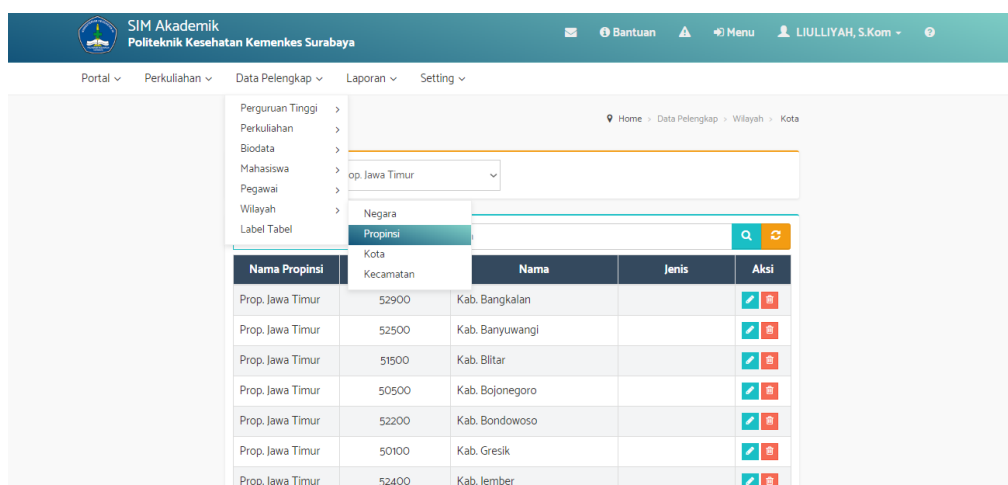 SIM Akademik
Politeknik Kesehatan Kemenkes Surabaya
Bantuan
Menu
LIULLIYAH, S.Kom
Portal
Perkuliahan
Data Pelengkap
Laporan
Setting
Perguruan Tinggi
Perkuliahan
Biodata
Mahasiswa
Pegawai
Wilayah
Label Tabel
Negara
Propinsi
Kota
Kecamatan
Home > Data Pelengkap > Wilayah > Kota
op. Jawa Timur
Nama Propinsi Nama Jenis Aksi
Prop. Jawa Timur 52900 Kab. Bangkalan
Prop. Jawa Timur 52500 Kab. Banyuwangi
Prop. Jawa Timur 51500 Kab. Blitar
Prop. Jawa Timur 50500 Kab. Bojonegoro
Prop. Jawa Timur 52200 Kab. Bondowoso
Prop. Jawa Timur 50100 Kab. Gresik
Prop. Jawa Timur 52400 Kab. Jember